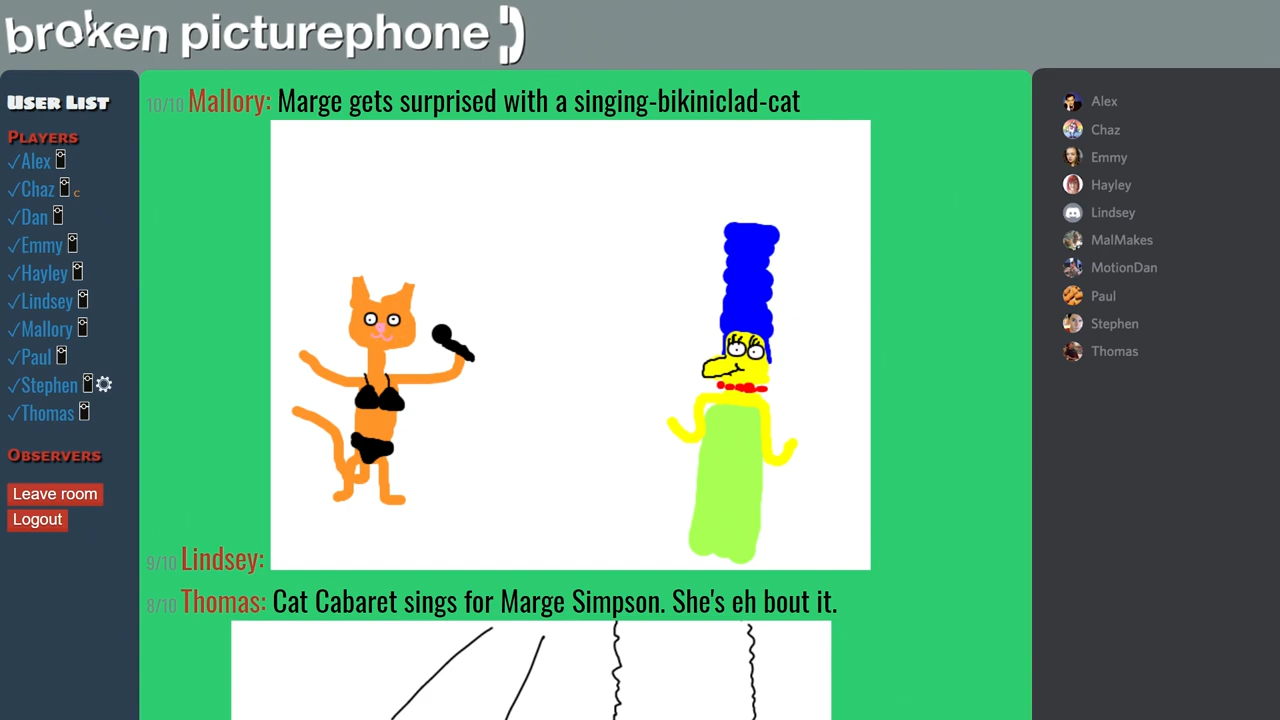 broken picturephone
User List
Players
✓Alex
✓Chaz c
✓Dan
✓Emmy
✓Hayley
✓Lindsey
✓Mallory
✓Paul
✓Stephen
✓Thomas
Observers
Leave room
Logout
10/10 Mallory: Marge gets surprised with a singing-bikiniclad-cat
9/10 Lindsey:
8/10 Thomas: Cat Cabaret sings for Marge Simpson. She's eh bout it.
Alex
Chaz
Emmy
Hayley
Lindsey
MalMakes
MotionDan
Paul
Stephen
Thomas